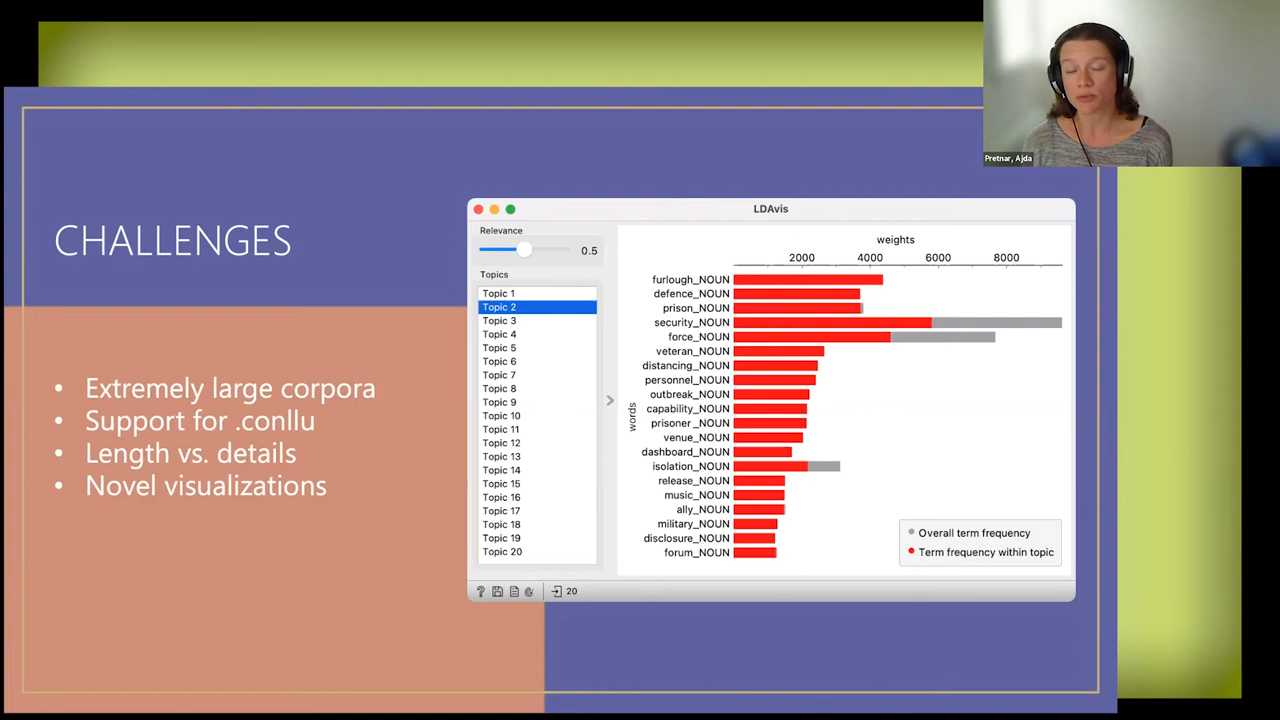 Pretnar, Ajda
CHALLENGES
• Extremely large corpora
• Support for .conllu
• Length vs. details
• Novel visualizations
LDAvis
Relevance
0.5
Topics
Topic 1
Topic 2
Topic 3
Topic 4
Topic 5
Topic 6
Topic 7
Topic 8
Topic 9
Topic 10
Topic 11
Topic 12
Topic 13
Topic 14
Topic 15
Topic 16
Topic 17
Topic 18
Topic 19
Topic 20
weights
2000 4000 6000 8000
words
furlough_NOUN
defence_NOUN
prison_NOUN
security_NOUN
force_NOUN
veteran_NOUN
distancing_NOUN
personnel_NOUN
outbreak_NOUN
capability_NOUN
prisoner_NOUN
venue_NOUN
dashboard_NOUN
isolation_NOUN
release_NOUN
music_NOUN
ally_NOUN
military_NOUN
disclosure_NOUN
forum_NOUN
Overall term frequency
Term frequency within topic
? 20